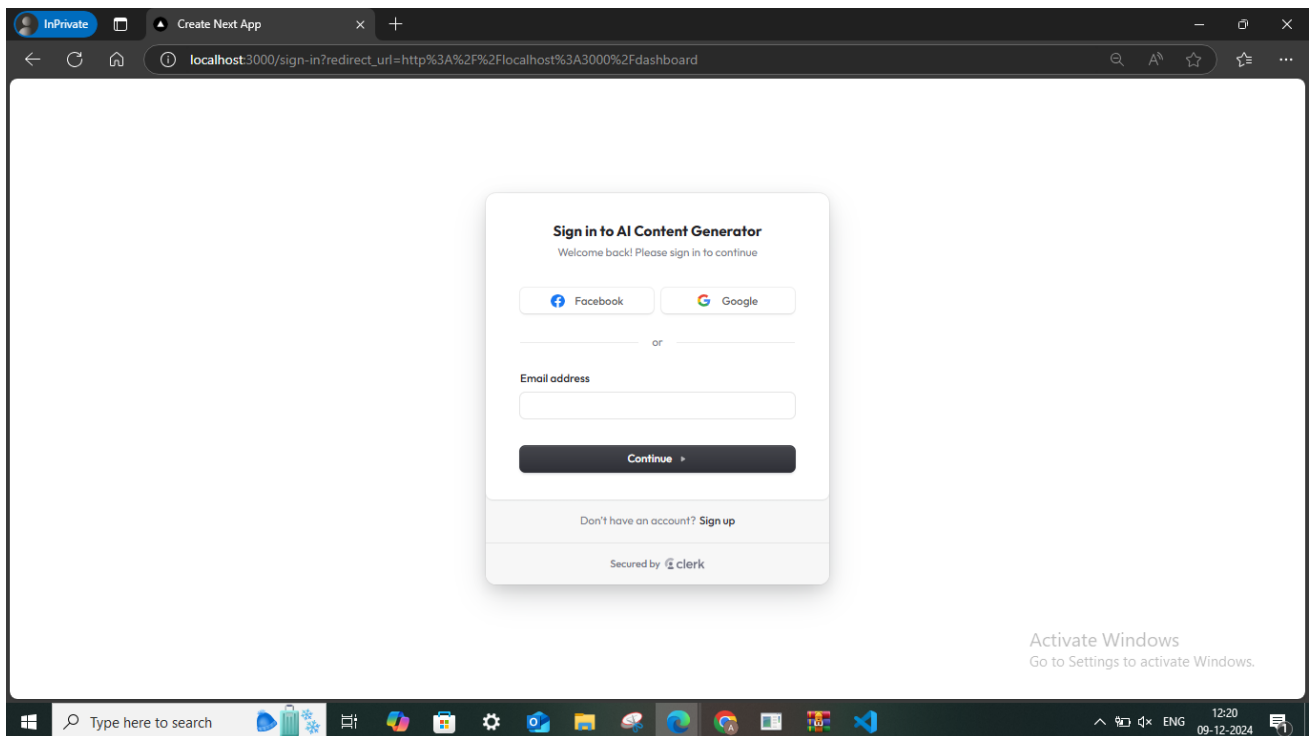 InPrivate
Create Next App
localhost:3000/sign-in?redirect_url=http%3A%2F%2Flocalhost%3A3000%2Fdashboard
Sign in to AI Content Generator
Welcome back! Please sign in to continue
Facebook
Google
or
Email address
Continue
Don't have an account? Sign up
Secured by clerk
Activate Windows
Go to Settings to activate Windows.
Type here to search
ENG
12:20
09-12-2024